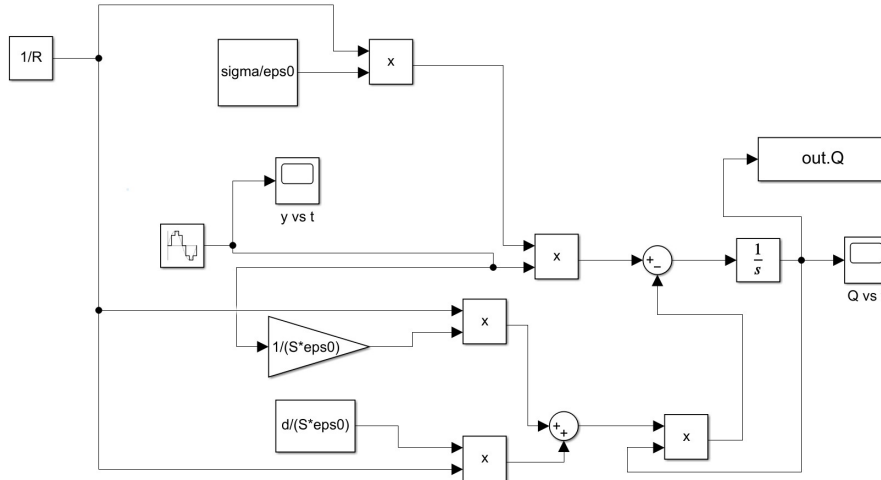 1/R
sigma/eps0
x
out.Q
y vs t
x
+
−
1
s
Q vs
x
1/(S*eps0)
d/(S*eps0)
+
+
x
x